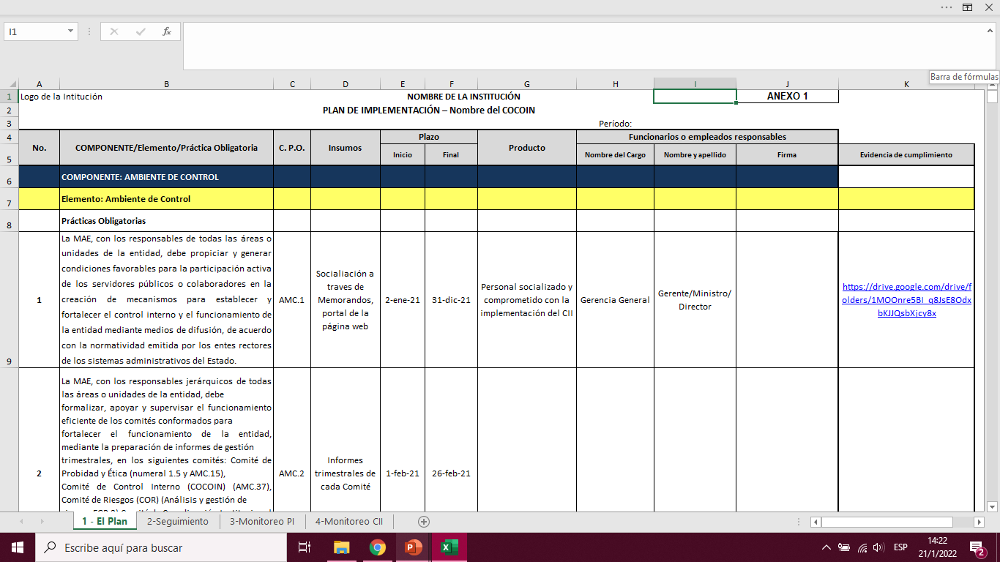 I1
fx
Barra de fórmulas
A B C D E F G H I J K
1 Logo de la Intitución NOMBRE DE LA INSTITUCIÓN ANEXO 1
2 PLAN DE IMPLEMENTACIÓN – Nombre del COCOIN
3 Período:
4 No. COMPONENTE/Elemento/Práctica Obligatoria C. P.O. Insumos Plazo Producto Funcionarios o empleados responsables
5 Inicio Final Nombre del Cargo Nombre y apellido Firma Evidencia de cumplimiento
6 COMPONENTE: AMBIENTE DE CONTROL
7 Elemento: Ambiente de Control
8 Prácticas Obligatorias
9
1
La MAE, con los responsables de todas las áreas o
unidades de la entidad, debe propiciar y generar
condiciones favorables para la participación activa
de los servidores públicos o colaboradores en la
creación de mecanismos para establecer y
fortalecer el control interno y el funcionamiento de
la entidad mediante medios de difusión, de acuerdo
con la normatividad emitida por los entes rectores
de los sistemas administrativos del Estado.
AMC.1
Socialiación a
traves de
Memorandos,
portal de la
página web
2-ene-21
31-dic-21
Personal socializado y
comprometido con la
implementación del CII
Gerencia General
Gerente/Ministro/
Director
https://drive.google.com/drive/f
olders/1MOOnre5BI_q8JsE8Odx
bKJJQsbXjcy8x
2
La MAE, con los responsables jerárquicos de todas
las áreas o unidades de la entidad, debe
formalizar, apoyar y supervisar el funcionamiento
eficiente de los comités conformados para
fortalecer el funcionamiento de la entidad,
mediante la preparación de informes de gestión
trimestrales, en los siguientes comités: Comité de
Probidad y Ética (numeral 1.5 y AMC.15),
Comité de Control Interno (COCOIN) (AMC.37),
Comité de Riesgos (COR) (Análisis y gestión de
AMC.2
Informes
trimestrales de
cada Comité
1-feb-21
26-feb-21
1 - El Plan 2-Seguimiento 3-Monitoreo PI 4-Monitoreo CII
Escribe aquí para buscar
ESP
14:22
21/1/2022
2